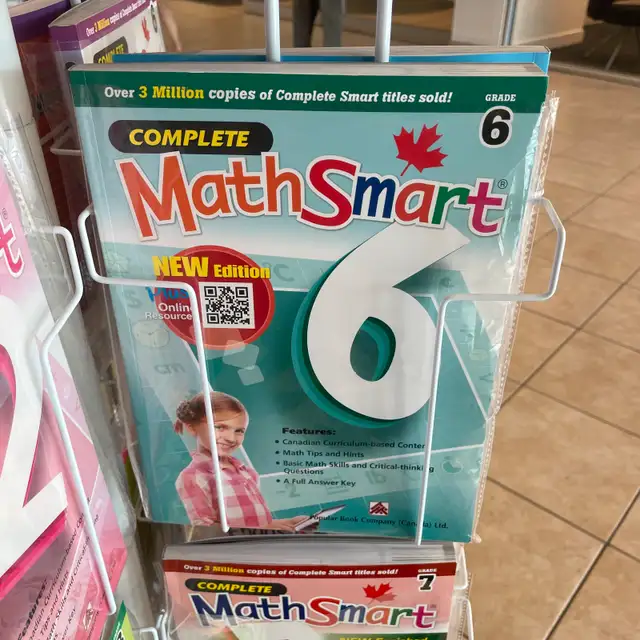 Over 3 Million copies of Complete Smart titles sold!
GRADE
6
COMPLETE
MathSmart®
6
NEW Edition
Online
Resource
Features:
• Canadian Curriculum-based Content
• Math Tips and Hints
• Basic Math Skills and Critical-thinking
Questions
• A Full Answer Key
Popular Book Company (Canada) Ltd.
Over 3 Million copies of Complete Smart titles sold!
GRADE
7
COMPLETE
MathSmart
2